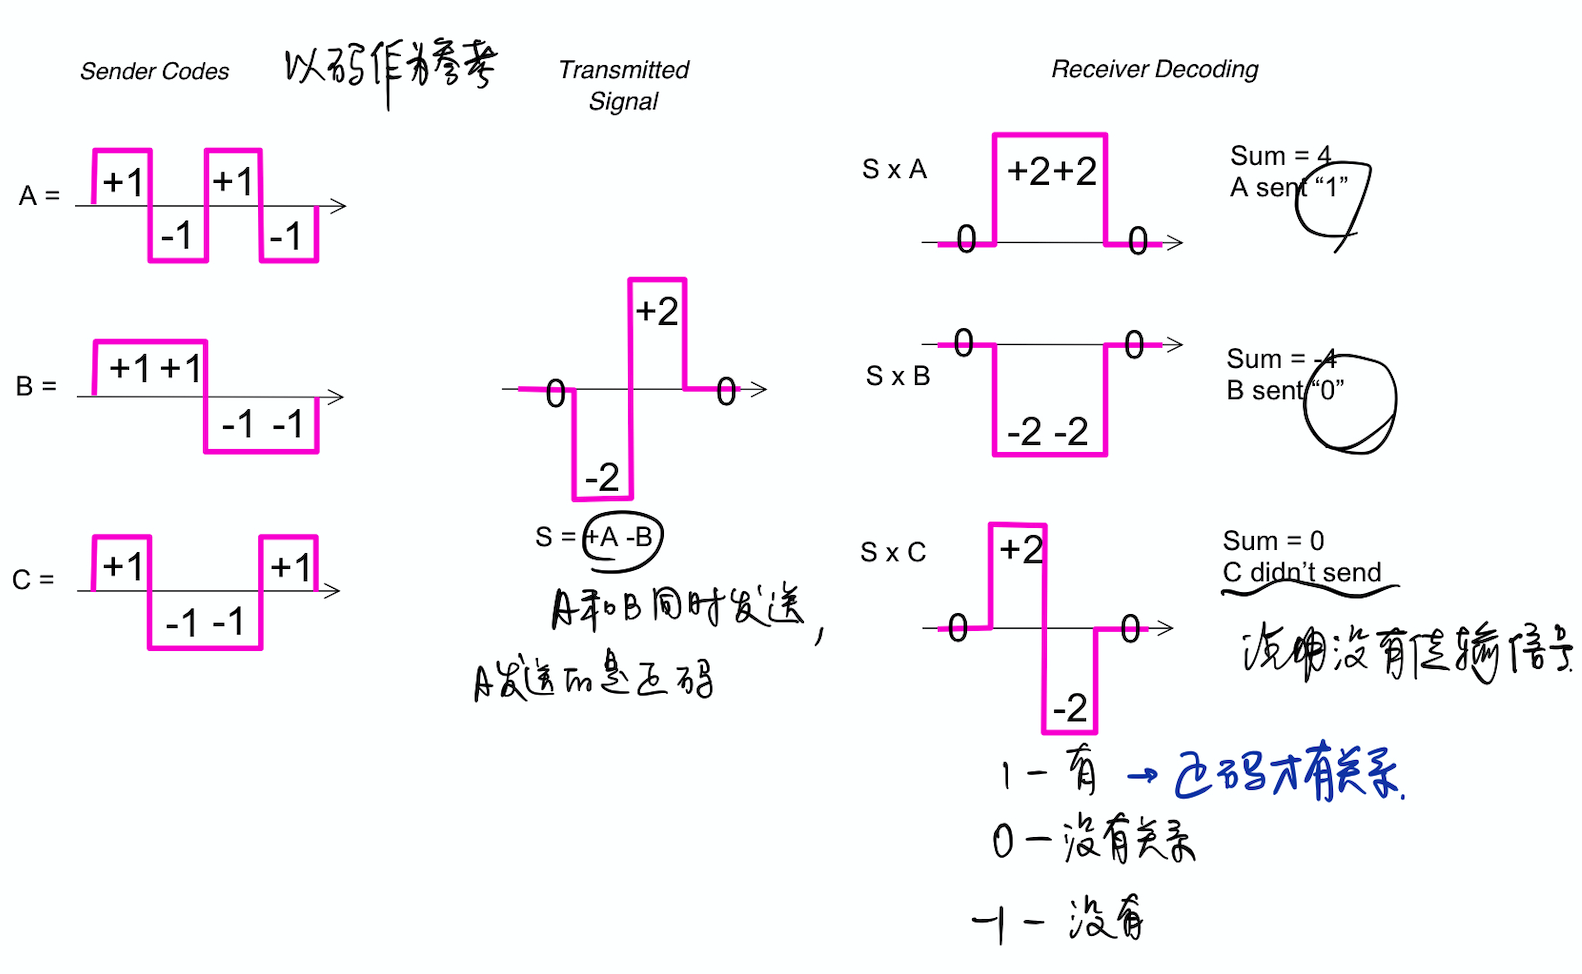 Sender Codes
以码作为参考
Transmitted
Signal
Receiver Decoding
A =
+1
-1
+1
-1
B =
+1 +1
-1 -1
C =
+1
-1 -1
+1
0
-2
+2
0
S = +A -B
A和B同时发送,
A发送的是正码
S x A
0
+2+2
0
Sum = 4
A sent “1”
S x B
0
-2 -2
0
Sum = -4
B sent “0”
S x C
0
+2
-2
0
Sum = 0
C didn't send
说明没有传输信号.
1 - 有 → 正码才有关系.
0 - 没有关系
-1 - 没有